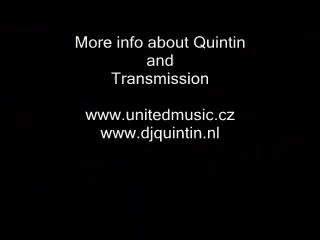 More info about Quintin
and
Transmission
www.unitedmusic.cz
www.djquintin.nl